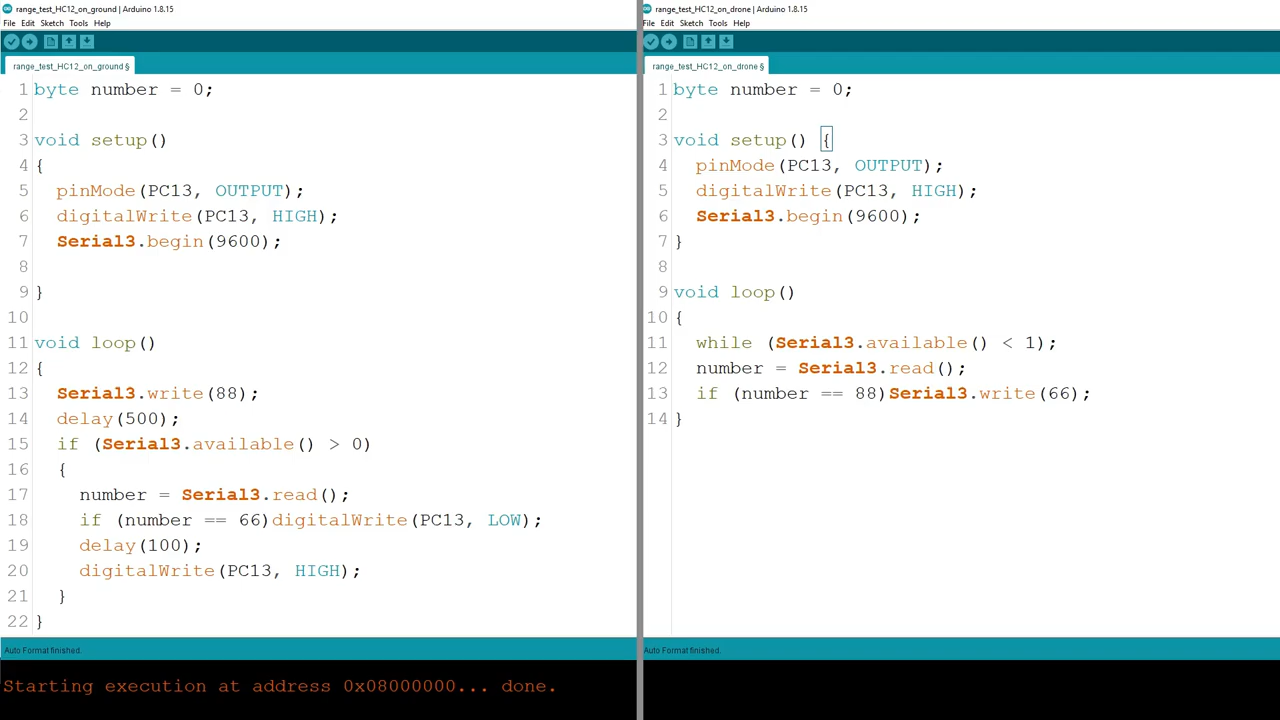 range_test_HC12_on_ground | Arduino 1.8.15
File Edit Sketch Tools Help
range_test_HC12_on_ground §
1 byte number = 0;
2
3 void setup()
4 {
5 pinMode(PC13, OUTPUT);
6 digitalWrite(PC13, HIGH);
7 Serial3.begin(9600);
8
9 }
10
11 void loop()
12 {
13 Serial3.write(88);
14 delay(500);
15 if (Serial3.available() > 0)
16 {
17 number = Serial3.read();
18 if (number == 66)digitalWrite(PC13, LOW);
19 delay(100);
20 digitalWrite(PC13, HIGH);
21 }
22 }
Auto Format finished.
Starting execution at address 0x08000000... done.
range_test_HC12_on_drone | Arduino 1.8.15
File Edit Sketch Tools Help
range_test_HC12_on_drone §
1 byte number = 0;
2
3 void setup() {
4 pinMode(PC13, OUTPUT);
5 digitalWrite(PC13, HIGH);
6 Serial3.begin(9600);
7 }
8
9 void loop()
10 {
11 while (Serial3.available() < 1);
12 number = Serial3.read();
13 if (number == 88)Serial3.write(66);
14 }
Auto Format finished.